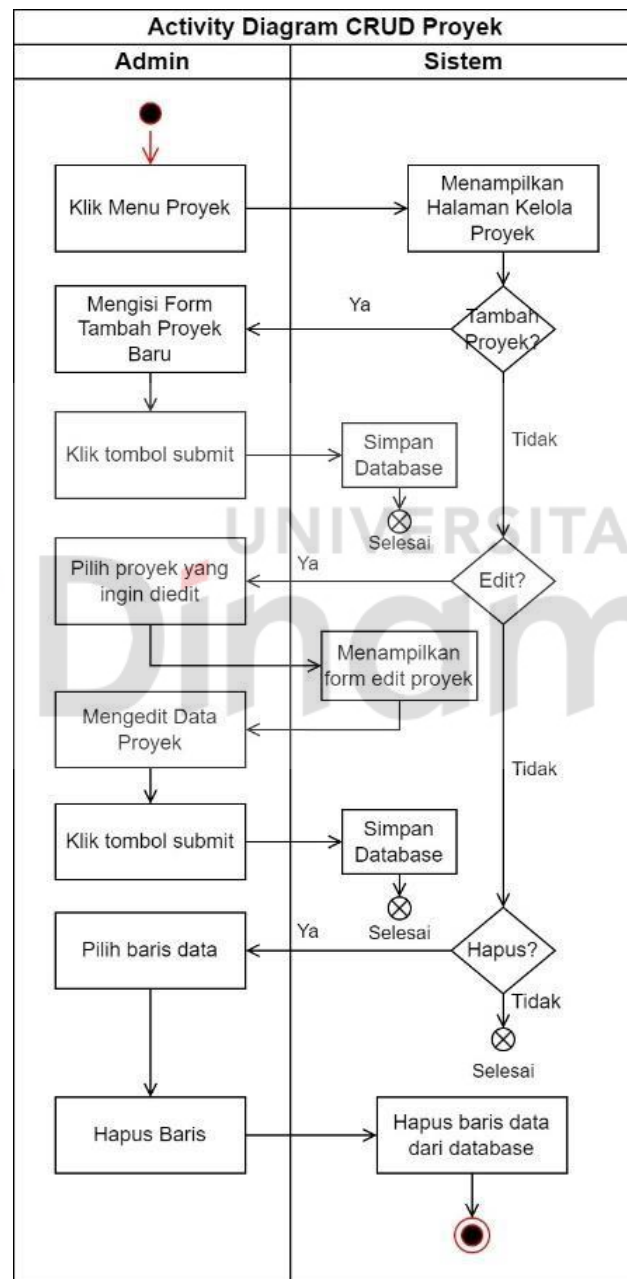 Activity Diagram CRUD Proyek
Admin
Sistem
Klik Menu Proyek
Menampilkan
Halaman Kelola
Proyek
Mengisi Form
Tambah Proyek
Baru
Ya
Tambah
Proyek?
Klik tombol submit
Simpan
Database
Tidak
Selesai
UNIVERSITA
Dinam
Pilih proyek yang
ingin diedit
Ya
Edit?
Menampilkan
form edit proyek
Mengedit Data
Proyek
Tidak
Klik tombol submit
Simpan
Database
Selesai
Pilih baris data
Ya
Hapus?
Tidak
Selesai
Hapus Baris
Hapus baris data
dari database